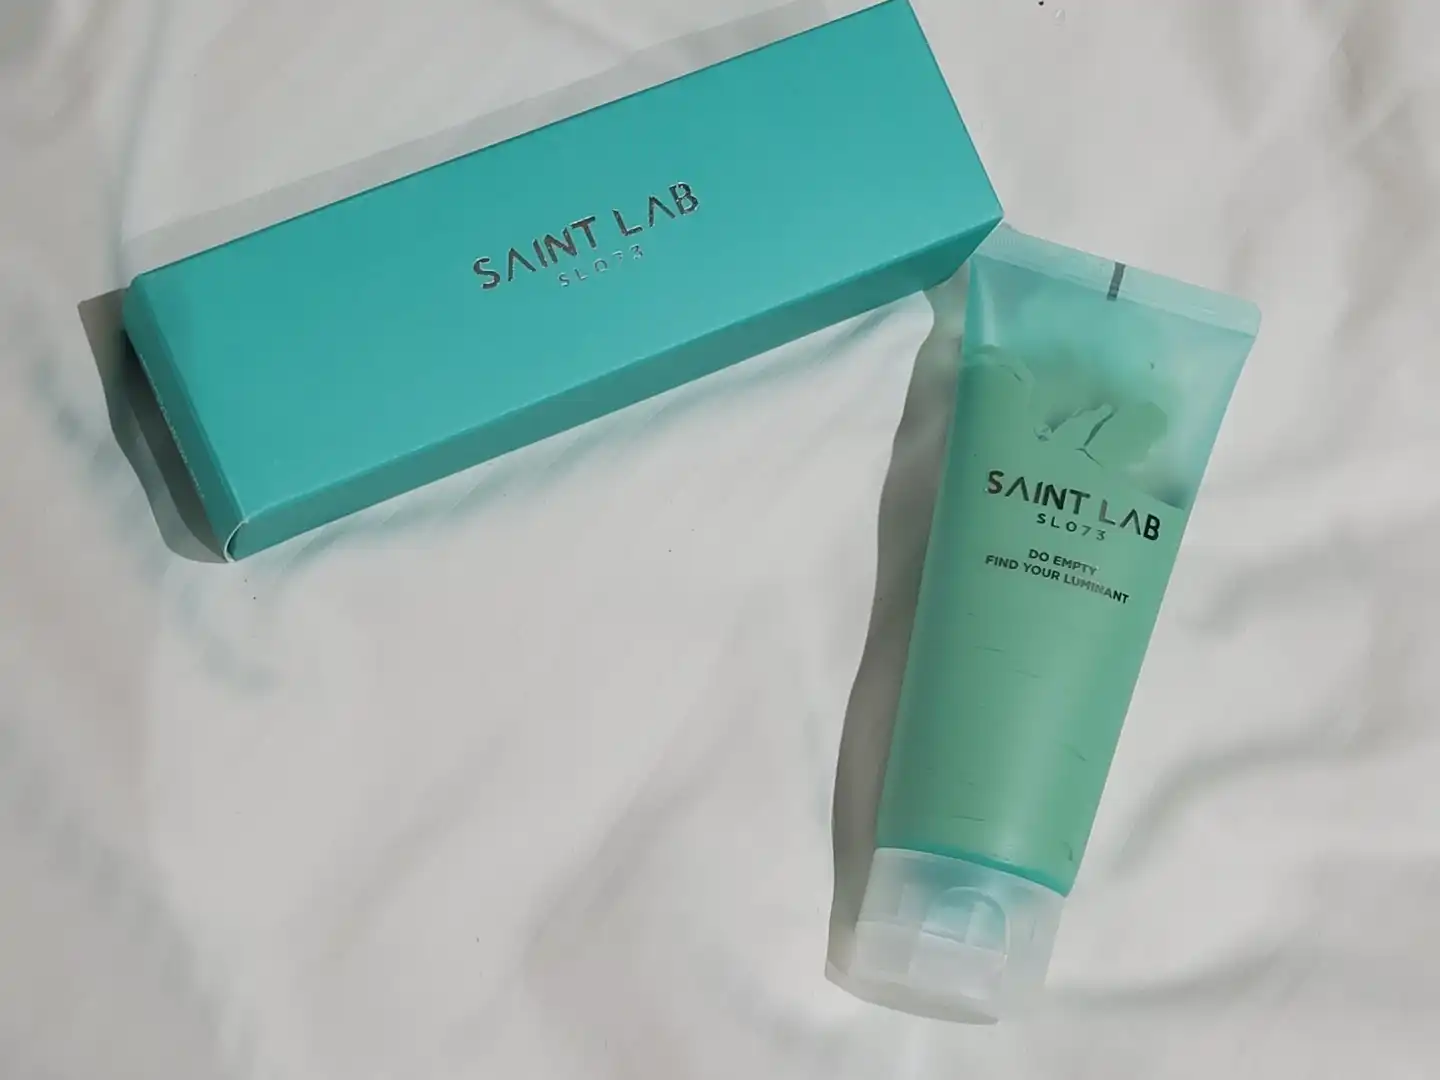 SAINT LAB
SL073
SAINT LAB
SL073
DO EMPTY
FIND YOUR LUMINANT